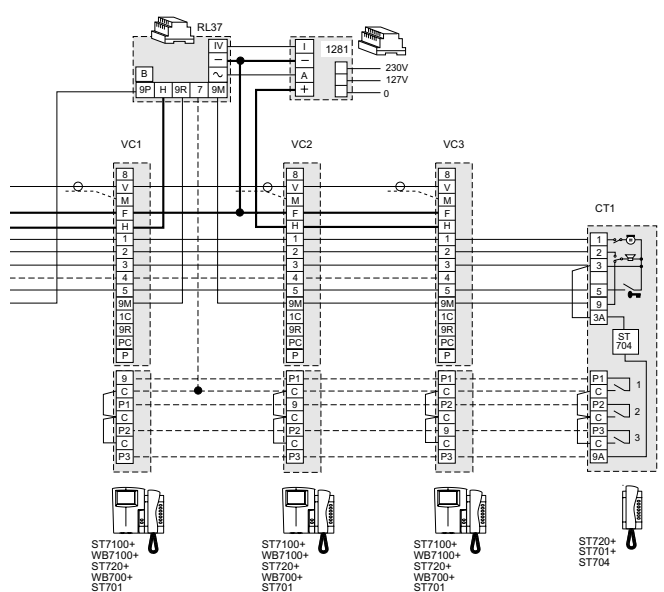 RL37
IV
–
~
B
9P H 9R 7 9M
I
–
A
+
1281
230V
127V
0
VC1
8
V
M
F
H
1
2
3
4
5
9M
1C
9R
PC
P
9
C
P1
C
P2
C
P3
VC2
8
V
M
F
H
1
2
3
4
5
9M
1C
9R
PC
P
P1
C
9
C
P2
C
P3
VC3
8
V
M
F
H
1
2
3
4
5
9M
1C
9R
PC
P
P1
C
P2
C
9
C
P3
CT1
1
2
3
5
9
3A
ST
704
P1
C
P2
C
P3
C
9A
1
2
3
ST7100+
WB7100+
ST720+
WB700+
ST701
ST7100+
WB7100+
ST720+
WB700+
ST701
ST7100+
WB7100+
ST720+
WB700+
ST701
ST720+
ST701+
ST704